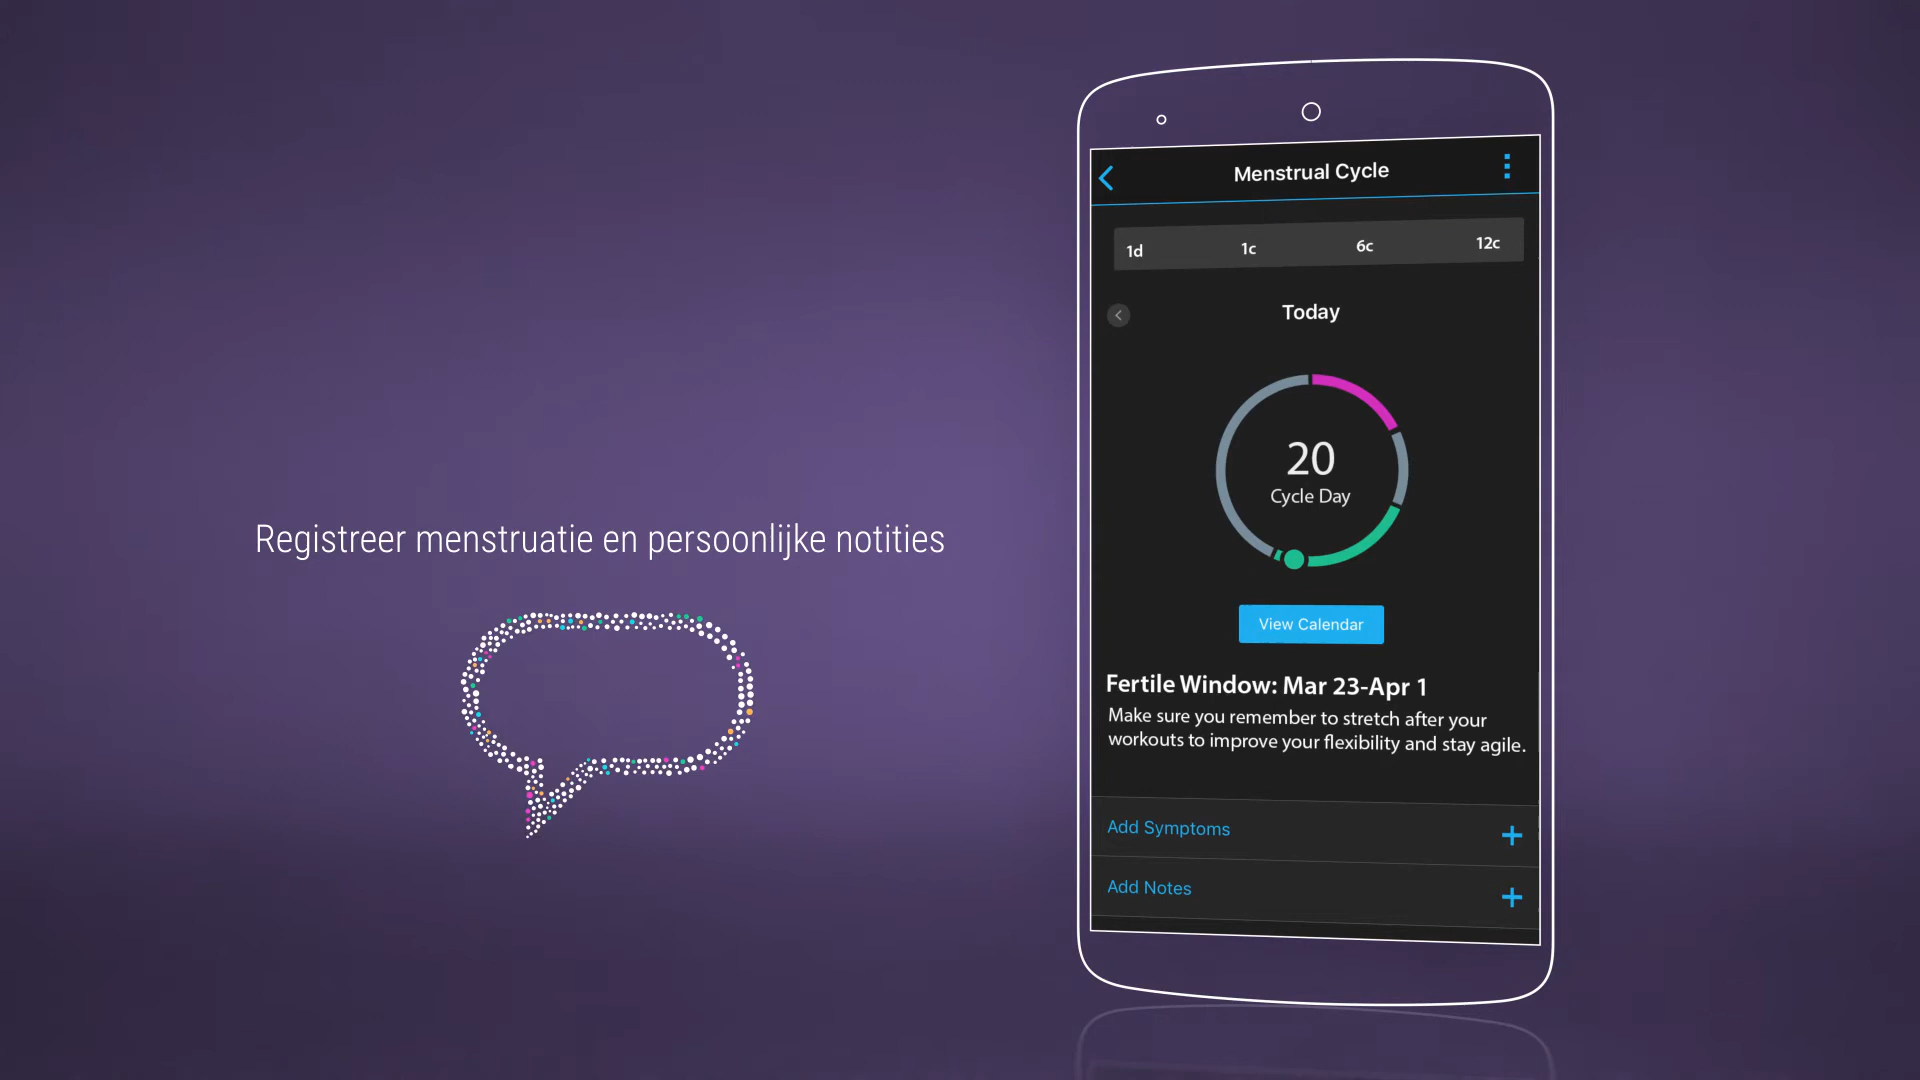 Registreer menstruatie en persoonlijke notities
Menstrual Cycle
1d 1c 6c 12c
Today
20
Cycle Day
View Calendar
Fertile Window: Mar 23-Apr 1
Make sure you remember to stretch after your
workouts to improve your flexibility and stay agile.
Add Symptoms
Add Notes